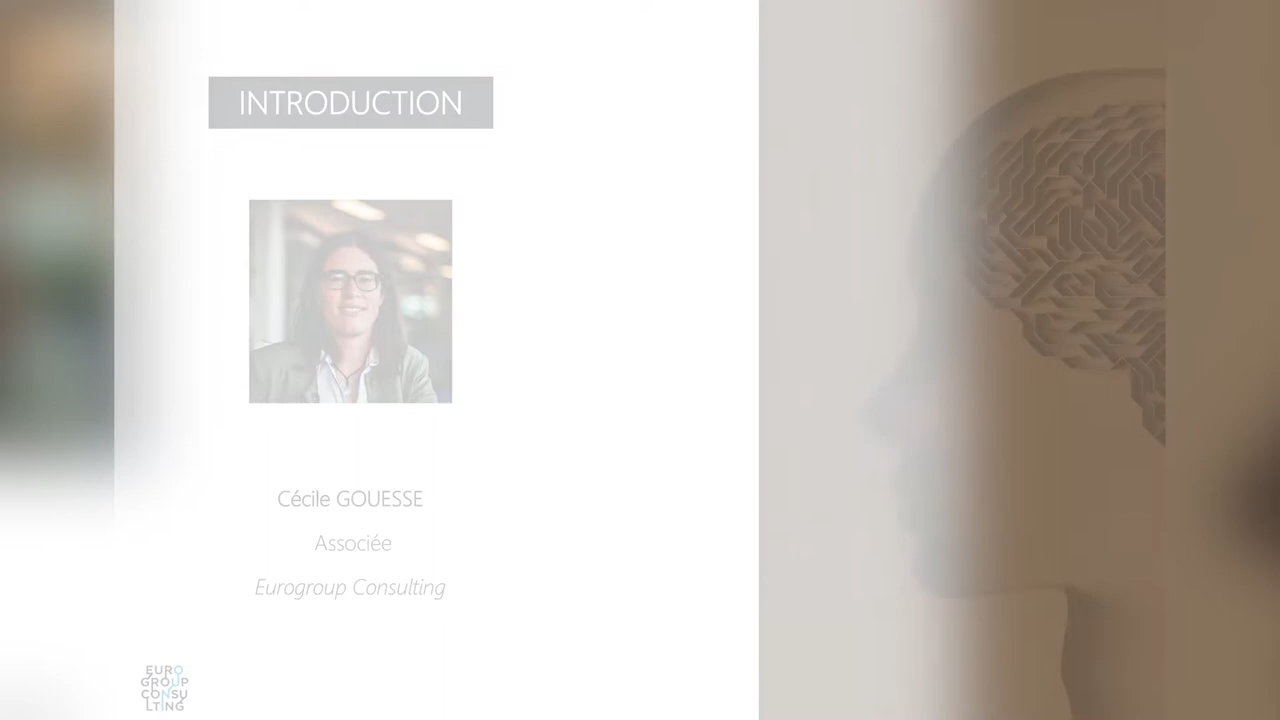 INTRODUCTION
Cécile GOUESSE
Associée
Eurogroup Consulting
EURO
GROUP
CONSU
LTING